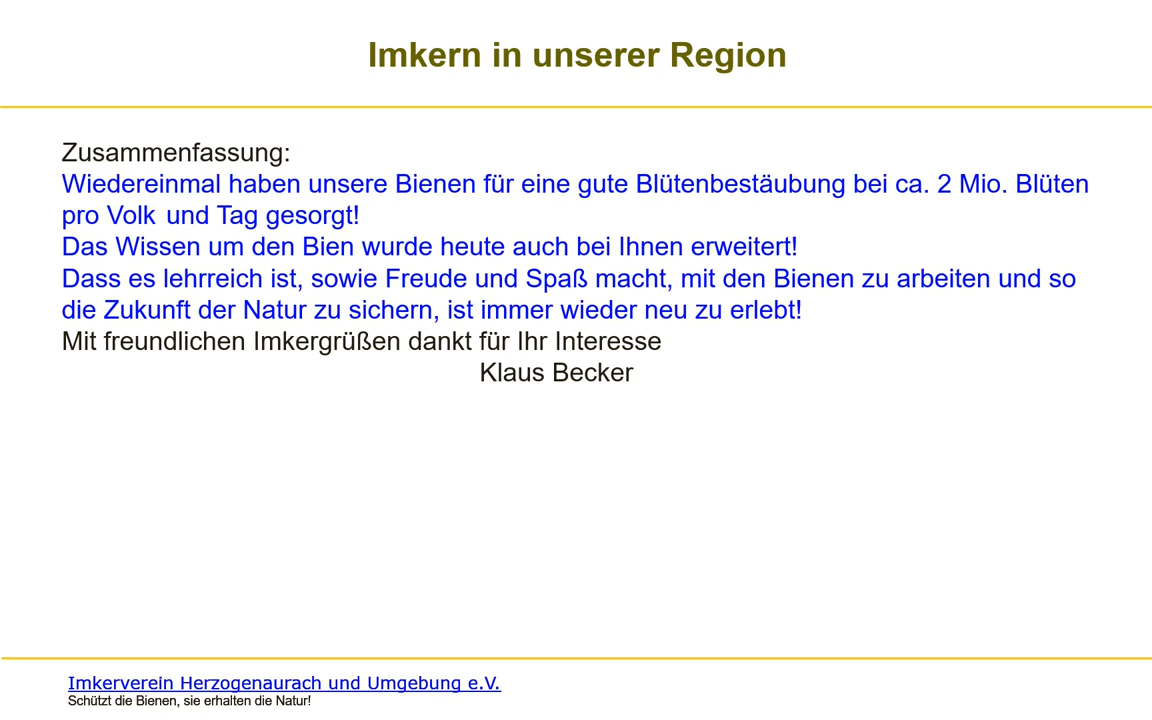 Imkern in unserer Region
Zusammenfassung:
Wiedereinmal haben unsere Bienen für eine gute Blütenbestäubung bei ca. 2 Mio. Blüten
pro Volk und Tag gesorgt!
Das Wissen um den Bien wurde heute auch bei Ihnen erweitert!
Dass es lehrreich ist, sowie Freude und Spaß macht, mit den Bienen zu arbeiten und so
die Zukunft der Natur zu sichern, ist immer wieder neu zu erlebt!
Mit freundlichen Imkergrüßen dankt für Ihr Interesse
Klaus Becker
Imkerverein Herzogenaurach und Umgebung e.V.
Schützt die Bienen, sie erhalten die Natur!